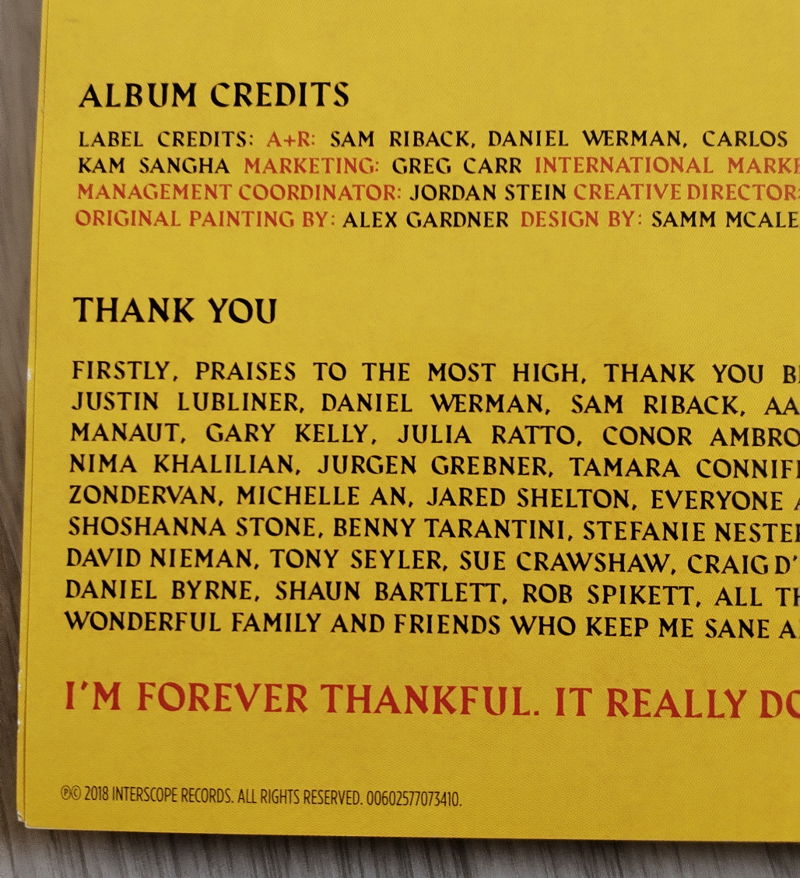 ALBUM CREDITS
LABEL CREDITS: A+R: SAM RIBACK, DANIEL WERMAN, CARLOS
KAM SANGHA MARKETING: GREG CARR INTERNATIONAL
MANAGEMENT COORDINATOR: JORDAN STEIN CREATIVE DIRECTOR:
ORIGINAL PAINTING BY: ALEX GARDNER DESIGN BY: SAMM
THANK YOU
FIRSTLY, PRAISES TO THE MOST HIGH, THANK YOU
JUSTIN LUBLINER, DANIEL WERMAN, SAM RIBACK,
MANAUT, GARY KELLY, JULIA RATTO, CONOR
NIMA KHALILIAN, JURGEN GREBNER, TAMARA
ZONDERVAN, MICHELLE AN, JARED SHELTON, EVERYONE
SHOSHANNA STONE, BENNY TARANTINI, STEFANIE
DAVID NIEMAN, TONY SEYLER, SUE CRAWSHAW, CRAIG
DANIEL BYRNE, SHAUN BARTLETT, ROB SPIKETT, ALL
WONDERFUL FAMILY AND FRIENDS WHO KEEP ME SANE
I'M FOREVER THANKFUL. IT REALLY
℗© 2018 INTERSCOPE RECORDS. ALL RIGHTS RESERVED. 00602577073410.